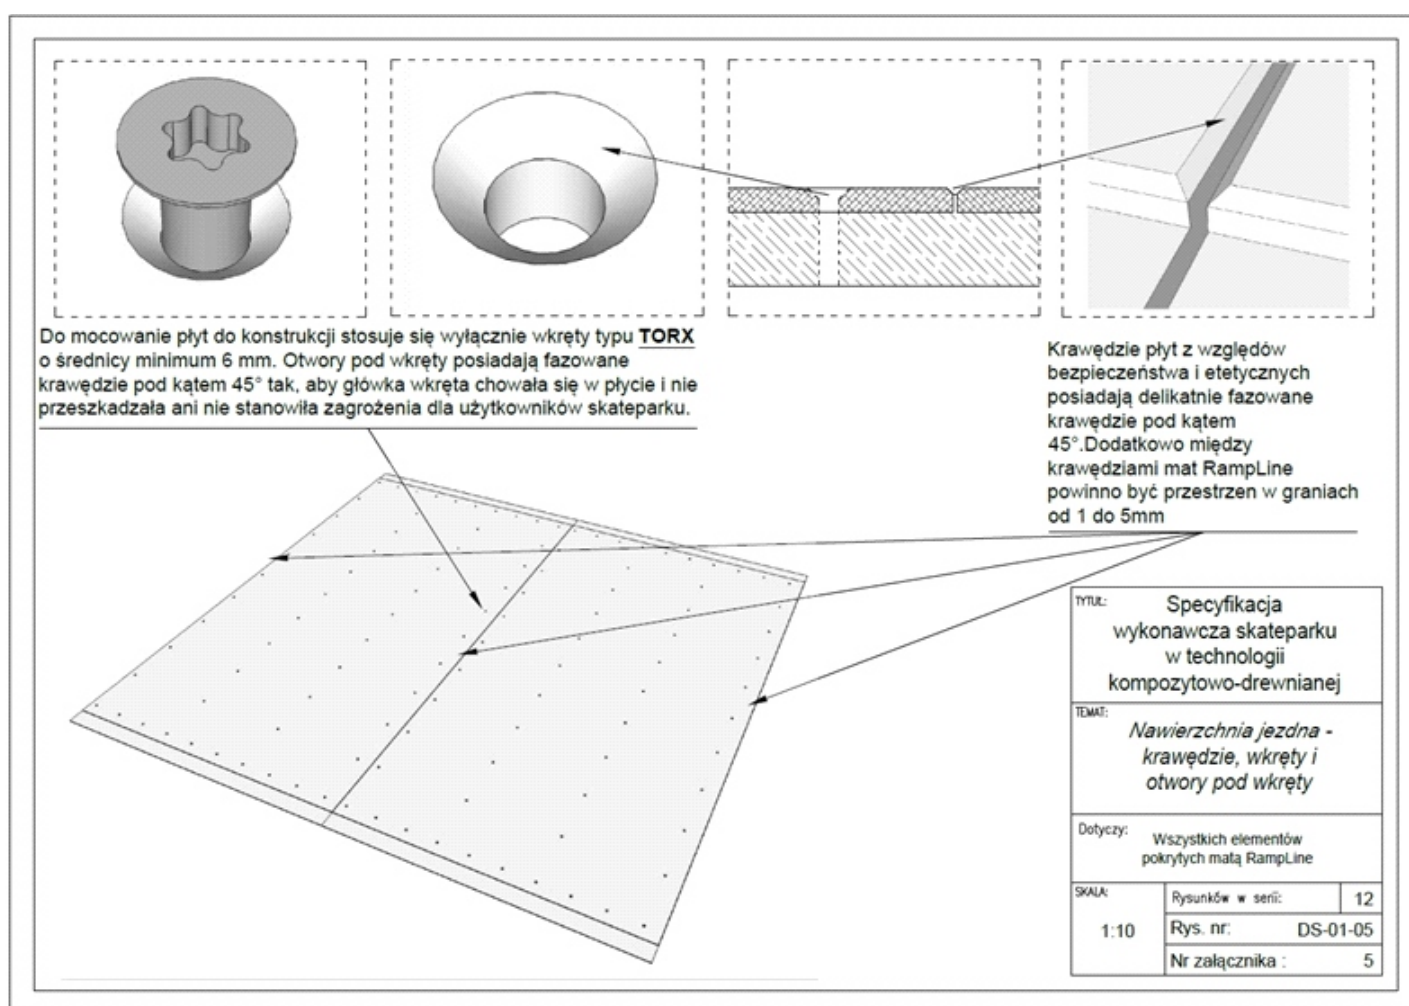 Do mocowanie płyt do konstrukcji stosuje się wyłącznie wkręty typu TORX
o średnicy minimum 6 mm. Otwory pod wkręty posiadają fazowane
krawędzie pod kątem 45° tak, aby główka wkręta chowała się w płycie i nie
przeszkadzała ani nie stanowiła zagrożenia dla użytkowników skateparku.
Krawędzie płyt z względów
bezpieczeństwa i etetycznych
posiadają delikatnie fazowane
krawędzie pod kątem
45°.Dodatkowo między
krawędziami mat RampLine
powinno być przestrzen w graniach
od 1 do 5mm
TYTUŁ:
Specyfikacja
wykonawcza skateparku
w technologii
kompozytowo-drewnianej
TEMAT:
Nawierzchnia jezdna -
krawędzie, wkręty i
otwory pod wkręty
Dotyczy:
Wszystkich elementów
pokrytych matą RampLine
SKALA:
1:10
Rysunków w serii: 12
Rys. nr: DS-01-05
Nr załącznika : 5